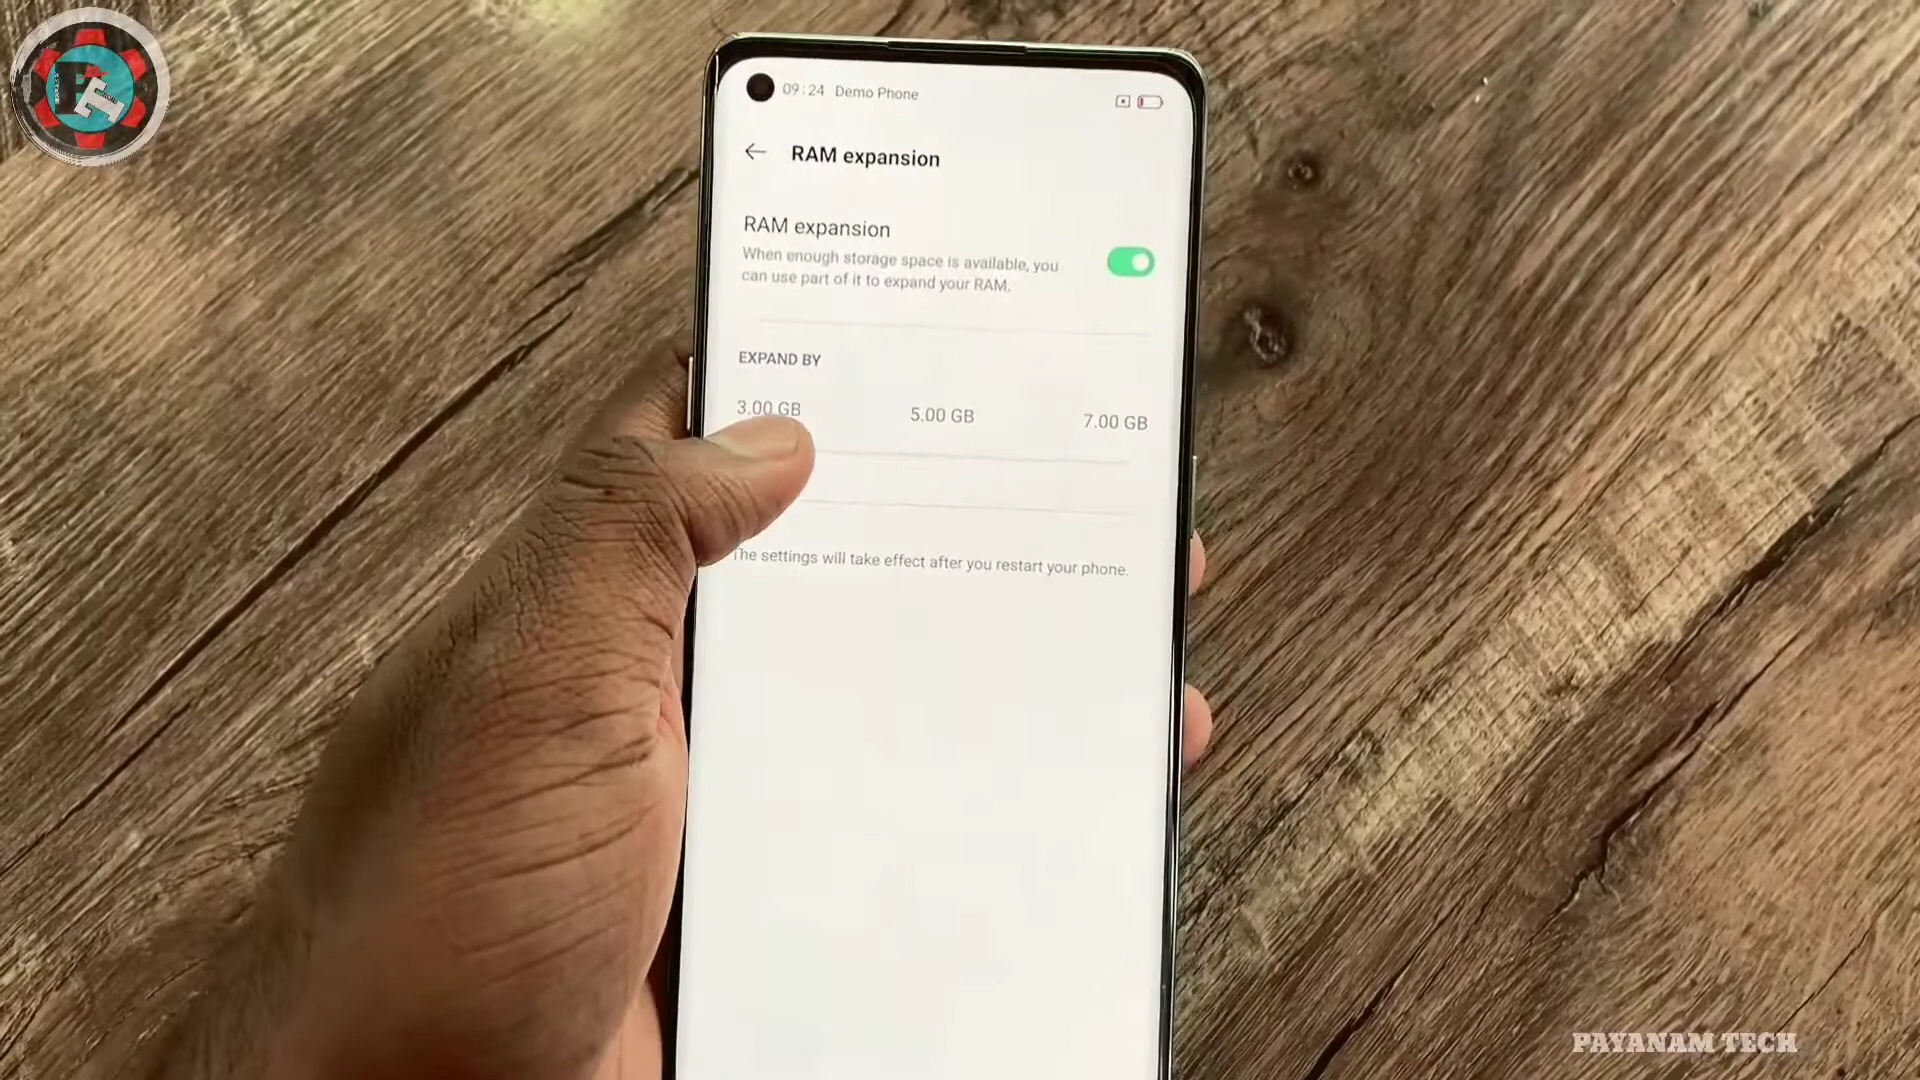 09:24 Demo Phone
RAM expansion
RAM expansion
When enough storage space is available, you
can use part of it to expand your RAM.
EXPAND BY
3.00 GB 5.00 GB 7.00 GB
The settings will take effect after you restart your phone.
PAYANAM TECH